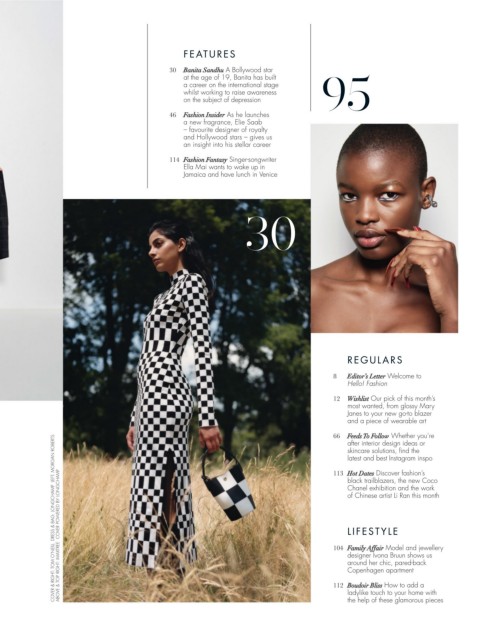 FEATURES
30 Banita Sandhu A Bollywood star
at the age of 19, Banita has built
a career on the international stage
whilst working to raise awareness
on the subject of depression
46 Fashion Insider As he launches
a new fragrance, Elie Saab
– favourite designer of royalty
and Hollywood stars – gives us
an insight into his stellar career
114 Fashion Fantasy Singer-songwriter
Ella Mai wants to wake up in
Jamaica and have lunch in Venice
95
30
REGULARS
8 Editor's Letter Welcome to
Hello! Fashion
12 Wishlist Our pick of this month's
most wanted, from glossy Mary
Janes to your new go-to blazer
and a piece of wearable art
66 Feeds To Follow Whether you're
after interior design ideas or
skincare solutions, find the
latest and best Instagram inspo
113 Hot Dates Discover fashion's
black trailblazers, the new Coco
Chanel exhibition and the work
of Chinese artist Li Ran this month
LIFESTYLE
104 Family Affair Model and jewellery
designer Ivona Bruun shows us
around her chic, pared-back
Copenhagen apartment
112 Boudoir Bliss How to add a
ladylike touch to your home with
the help of these glamorous pieces